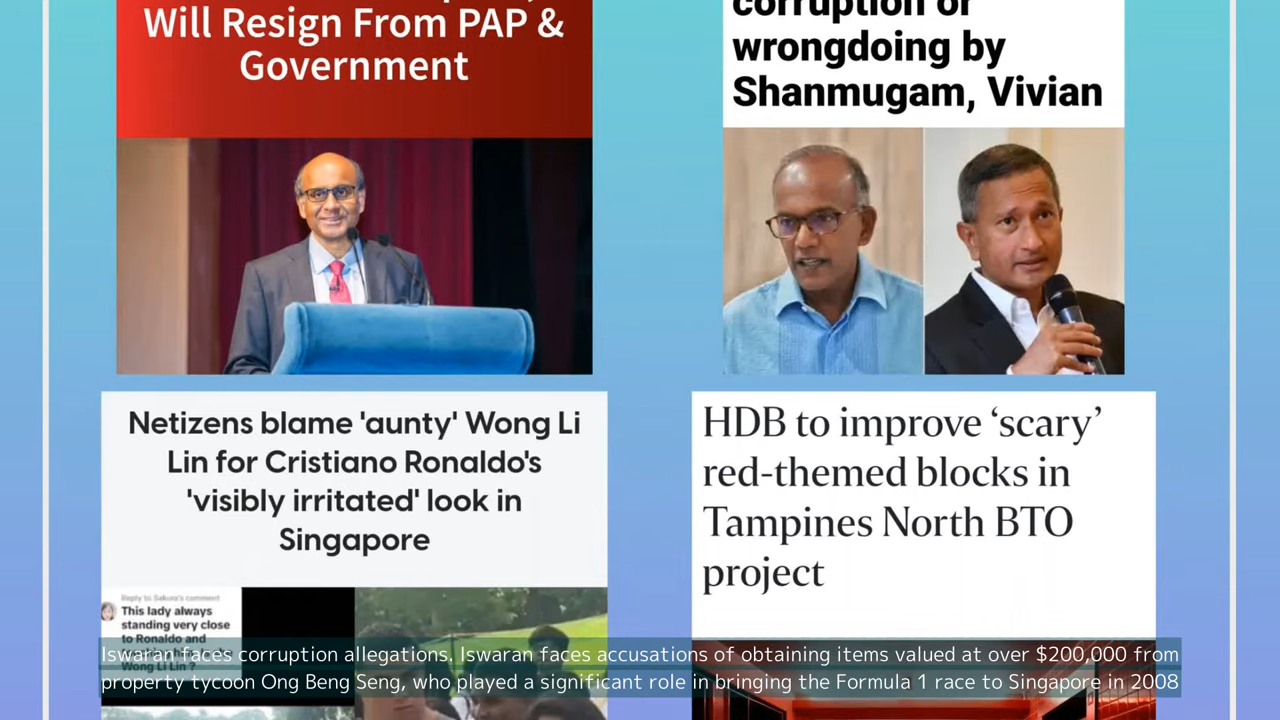 Will Resign From PAP &
Government
corruption or
wrongdoing by
Shanmugam, Vivian
Netizens blame 'aunty' Wong Li
Lin for Cristiano Ronaldo's
'visibly irritated' look in
Singapore
HDB to improve ‘scary’
red-themed blocks in
Tampines North BTO
project
Reply to Sakura's comment
This lady always
standing very close
to Ronaldo and
Wong Li Lin ?
Iswaran faces corruption allegations. Iswaran faces accusations of obtaining items valued at over $200,000 from
property tycoon Ong Beng Seng, who played a significant role in bringing the Formula 1 race to Singapore in 2008